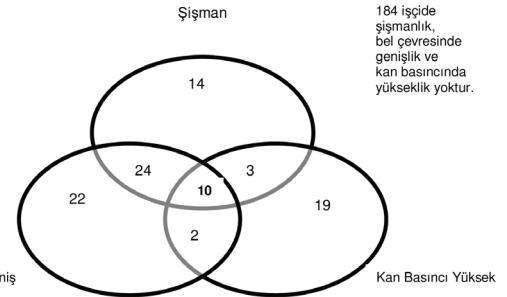 Şişman
184 işçide
şişmanlık,
bel çevresinde
genişlik ve
kan basıncında
yükseklik yoktur.
14
24
3
10
22
19
2
niş
Kan Basıncı Yüksek